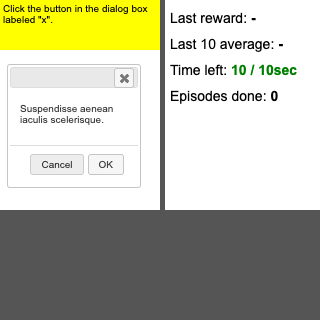 Click the button in the dialog box
labeled "x".
Suspendisse aenean
iaculis scelerisque.
Cancel
OK
Last reward: -
Last 10 average: -
Time left: 10 / 10sec
Episodes done: 0